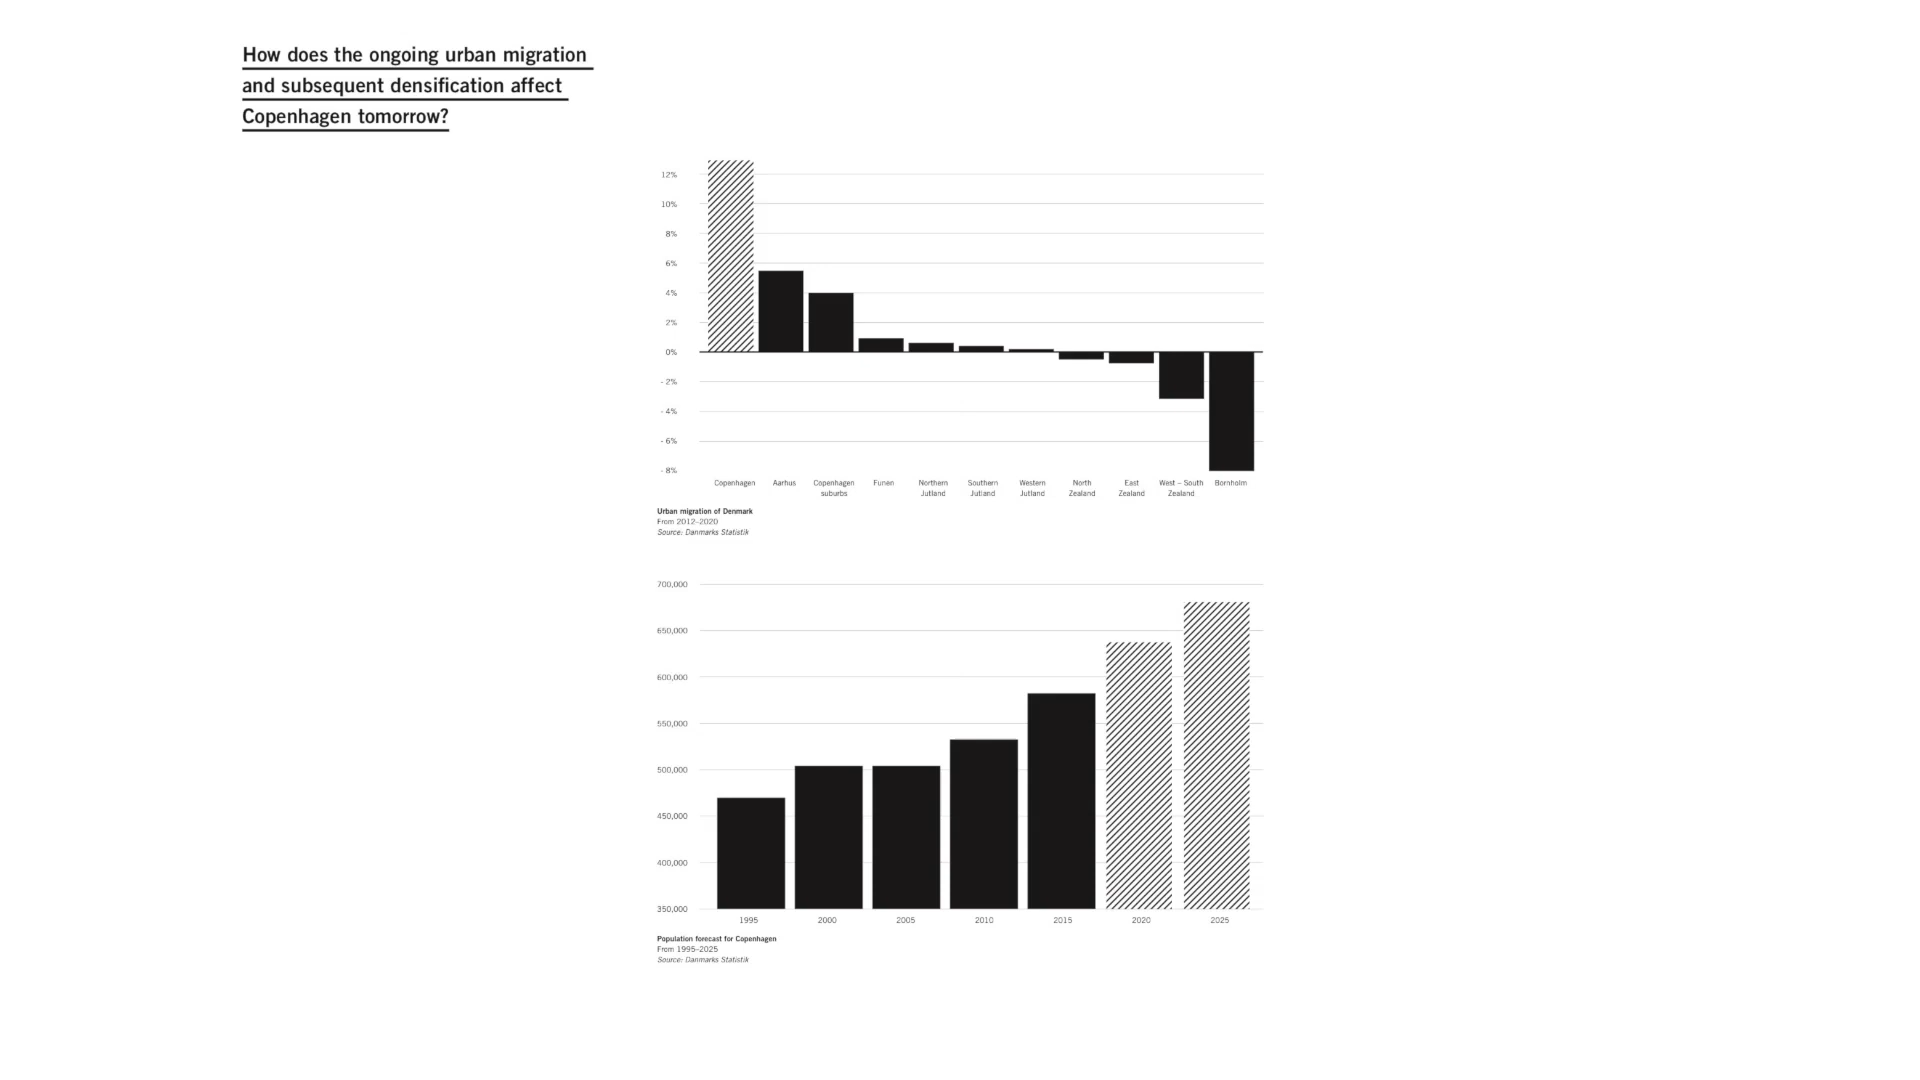 How does the ongoing urban migration
and subsequent densification affect
Copenhagen tomorrow?
12%
10%
8%
6%
4%
2%
0%
- 2%
- 4%
- 6%
- 8%
Copenhagen Aarhus Copenhagen suburbs Funen Northern Jutland Southern Jutland Western Jutland North Zealand East Zealand West – South Zealand Bornholm
Urban migration of Denmark
From 2012–2020
Source: Danmarks Statistik
700,000
650,000
600,000
550,000
500,000
450,000
400,000
350,000
1995 2000 2005 2010 2015 2020 2025
Population forecast for Copenhagen
From 1995–2025
Source: Danmarks Statistik